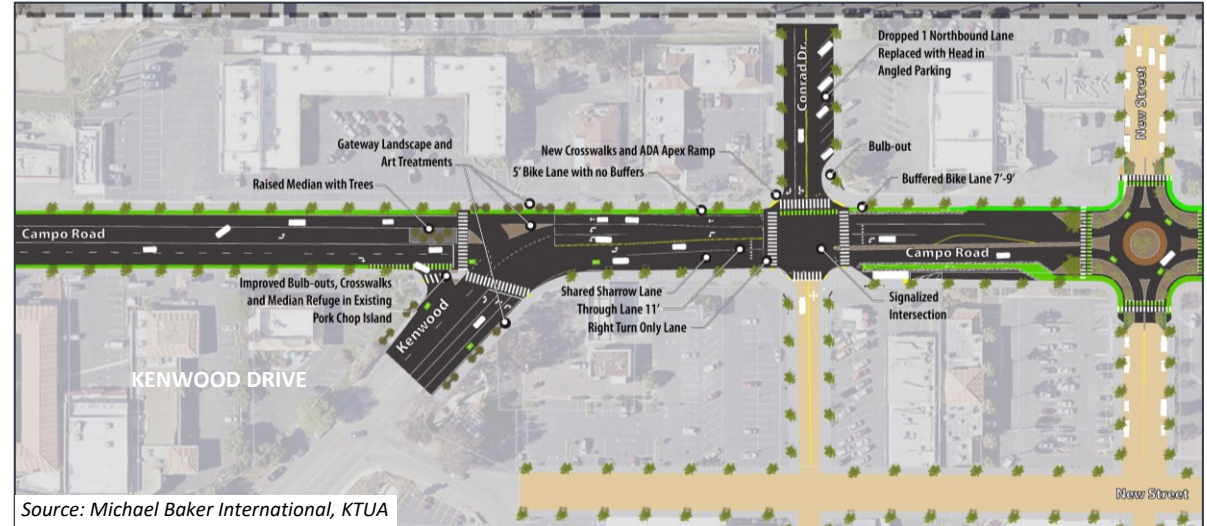 Dropped 1 Northbound Lane
Replaced with Head in
Angled Parking
Conrad Dr.
New Street
Gateway Landscape and
Art Treatments
New Crosswalks and ADA Apex Ramp
Bulb-out
5' Bike Lane with no Buffers
Raised Median with Trees
Buffered Bike Lane 7'-9'
Campo Road
Campo Road
Improved Bulb-outs, Crosswalks
and Median Refuge in Existing
Pork Chop Island
Shared Sharrow Lane
Through Lane 11'
Right Turn Only Lane
Signalized
Intersection
Kenwood
KENWOOD DRIVE
New Street
Source: Michael Baker International, KTUA